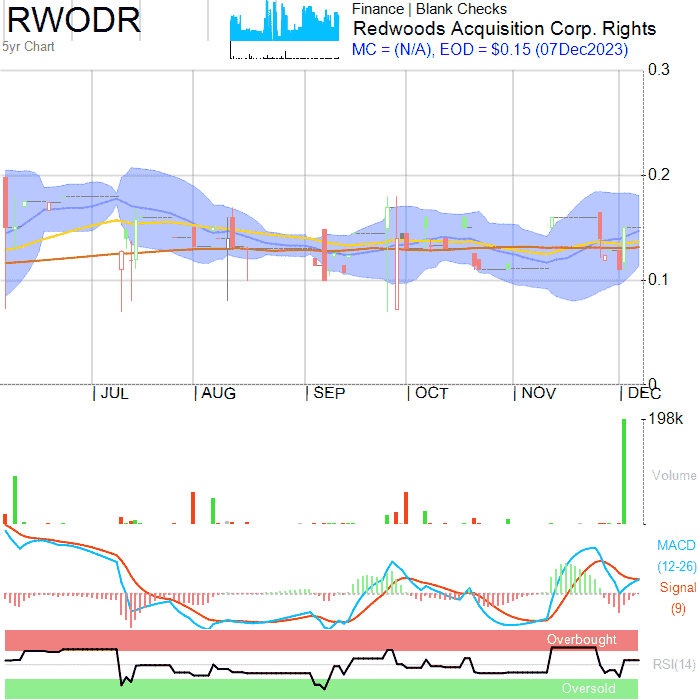 RWODR
5yr Chart
Finance | Blank Checks
Redwoods Acquisition Corp. Rights
MC = (N/A), EOD = $0.15 (07Dec2023)
0.3
0.2
0.1
0
JUL AUG SEP OCT NOV DEC
198k
Volume
MACD
(12-26)
Signal
(9)
Overbought
RSI(14)
Oversold